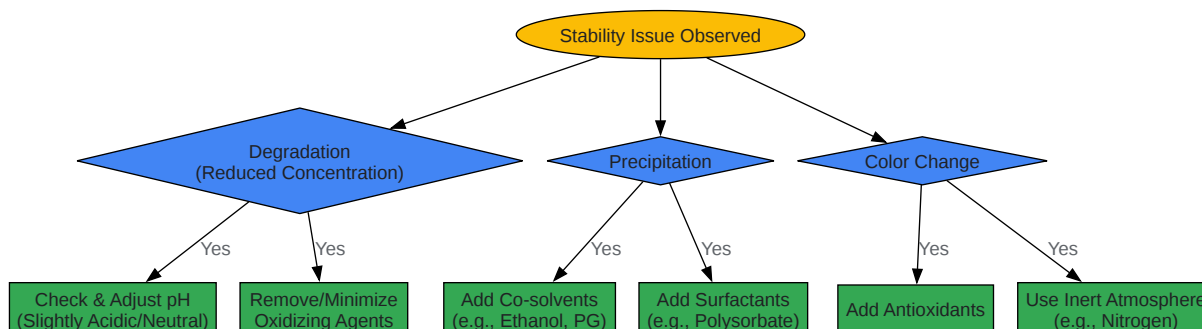 Stability Issue Observed
Degradation
(Reduced Concentration)
Precipitation
Color Change
Yes
Yes
Yes
Yes
Yes
Yes
Check & Adjust pH
(Slightly Acidic/Neutral)
Remove/Minimize
Oxidizing Agents
Add Co-solvents
(e.g., Ethanol, PG)
Add Surfactants
(e.g., Polysorbate)
Add Antioxidants
Use Inert Atmosphere
(e.g., Nitrogen)